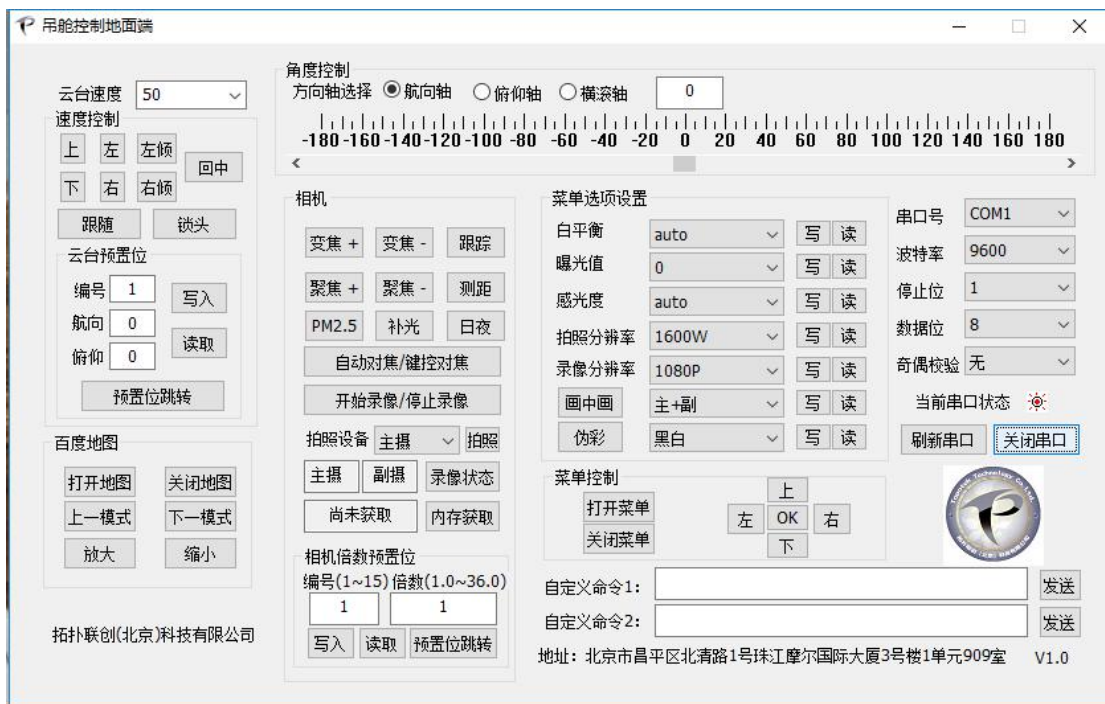 吊舱控制地面端
云台速度 50
速度控制
上 左 左倾 回中
下 右 右倾
跟随 锁头
云台预置位
编号 1 写入
航向 0
俯仰 0 读取
预置位跳转
百度地图
打开地图 关闭地图
上一模式 下一模式
放大 缩小
拓扑联创(北京)科技有限公司
角度控制
方向轴选择 航向轴 俯仰轴 横滚轴 0
-180 -160 -140 -120 -100 -80 -60 -40 -20 0 20 40 60 80 100 120 140 160 180
相机
变焦 + 变焦 - 跟踪
聚焦 + 聚焦 - 测距
PM2.5 补光 日夜
自动对焦/键控对焦
开始录像/停止录像
拍照设备 主摄 拍照
主摄 副摄 录像状态
尚未获取 内存获取
相机倍数预置位
编号(1~15) 倍数(1.0~36.0)
1 1
写入 读取 预置位跳转
菜单选项设置
白平衡 auto 写 读
曝光值 0 写 读
感光度 auto 写 读
拍照分辨率 1600W 写 读
录像分辨率 1080P 写 读
画中画 主+副 写 读
伪彩 黑白 写 读
菜单控制
打开菜单
关闭菜单
上
左 OK 右
下
串口号 COM1
波特率 9600
停止位 1
数据位 8
奇偶校验 无
当前串口状态
刷新串口 关闭串口
自定义命令1: 发送
自定义命令2: 发送
地址：北京市昌平区北清路1号珠江摩尔国际大厦3号楼1单元909室 V1.0